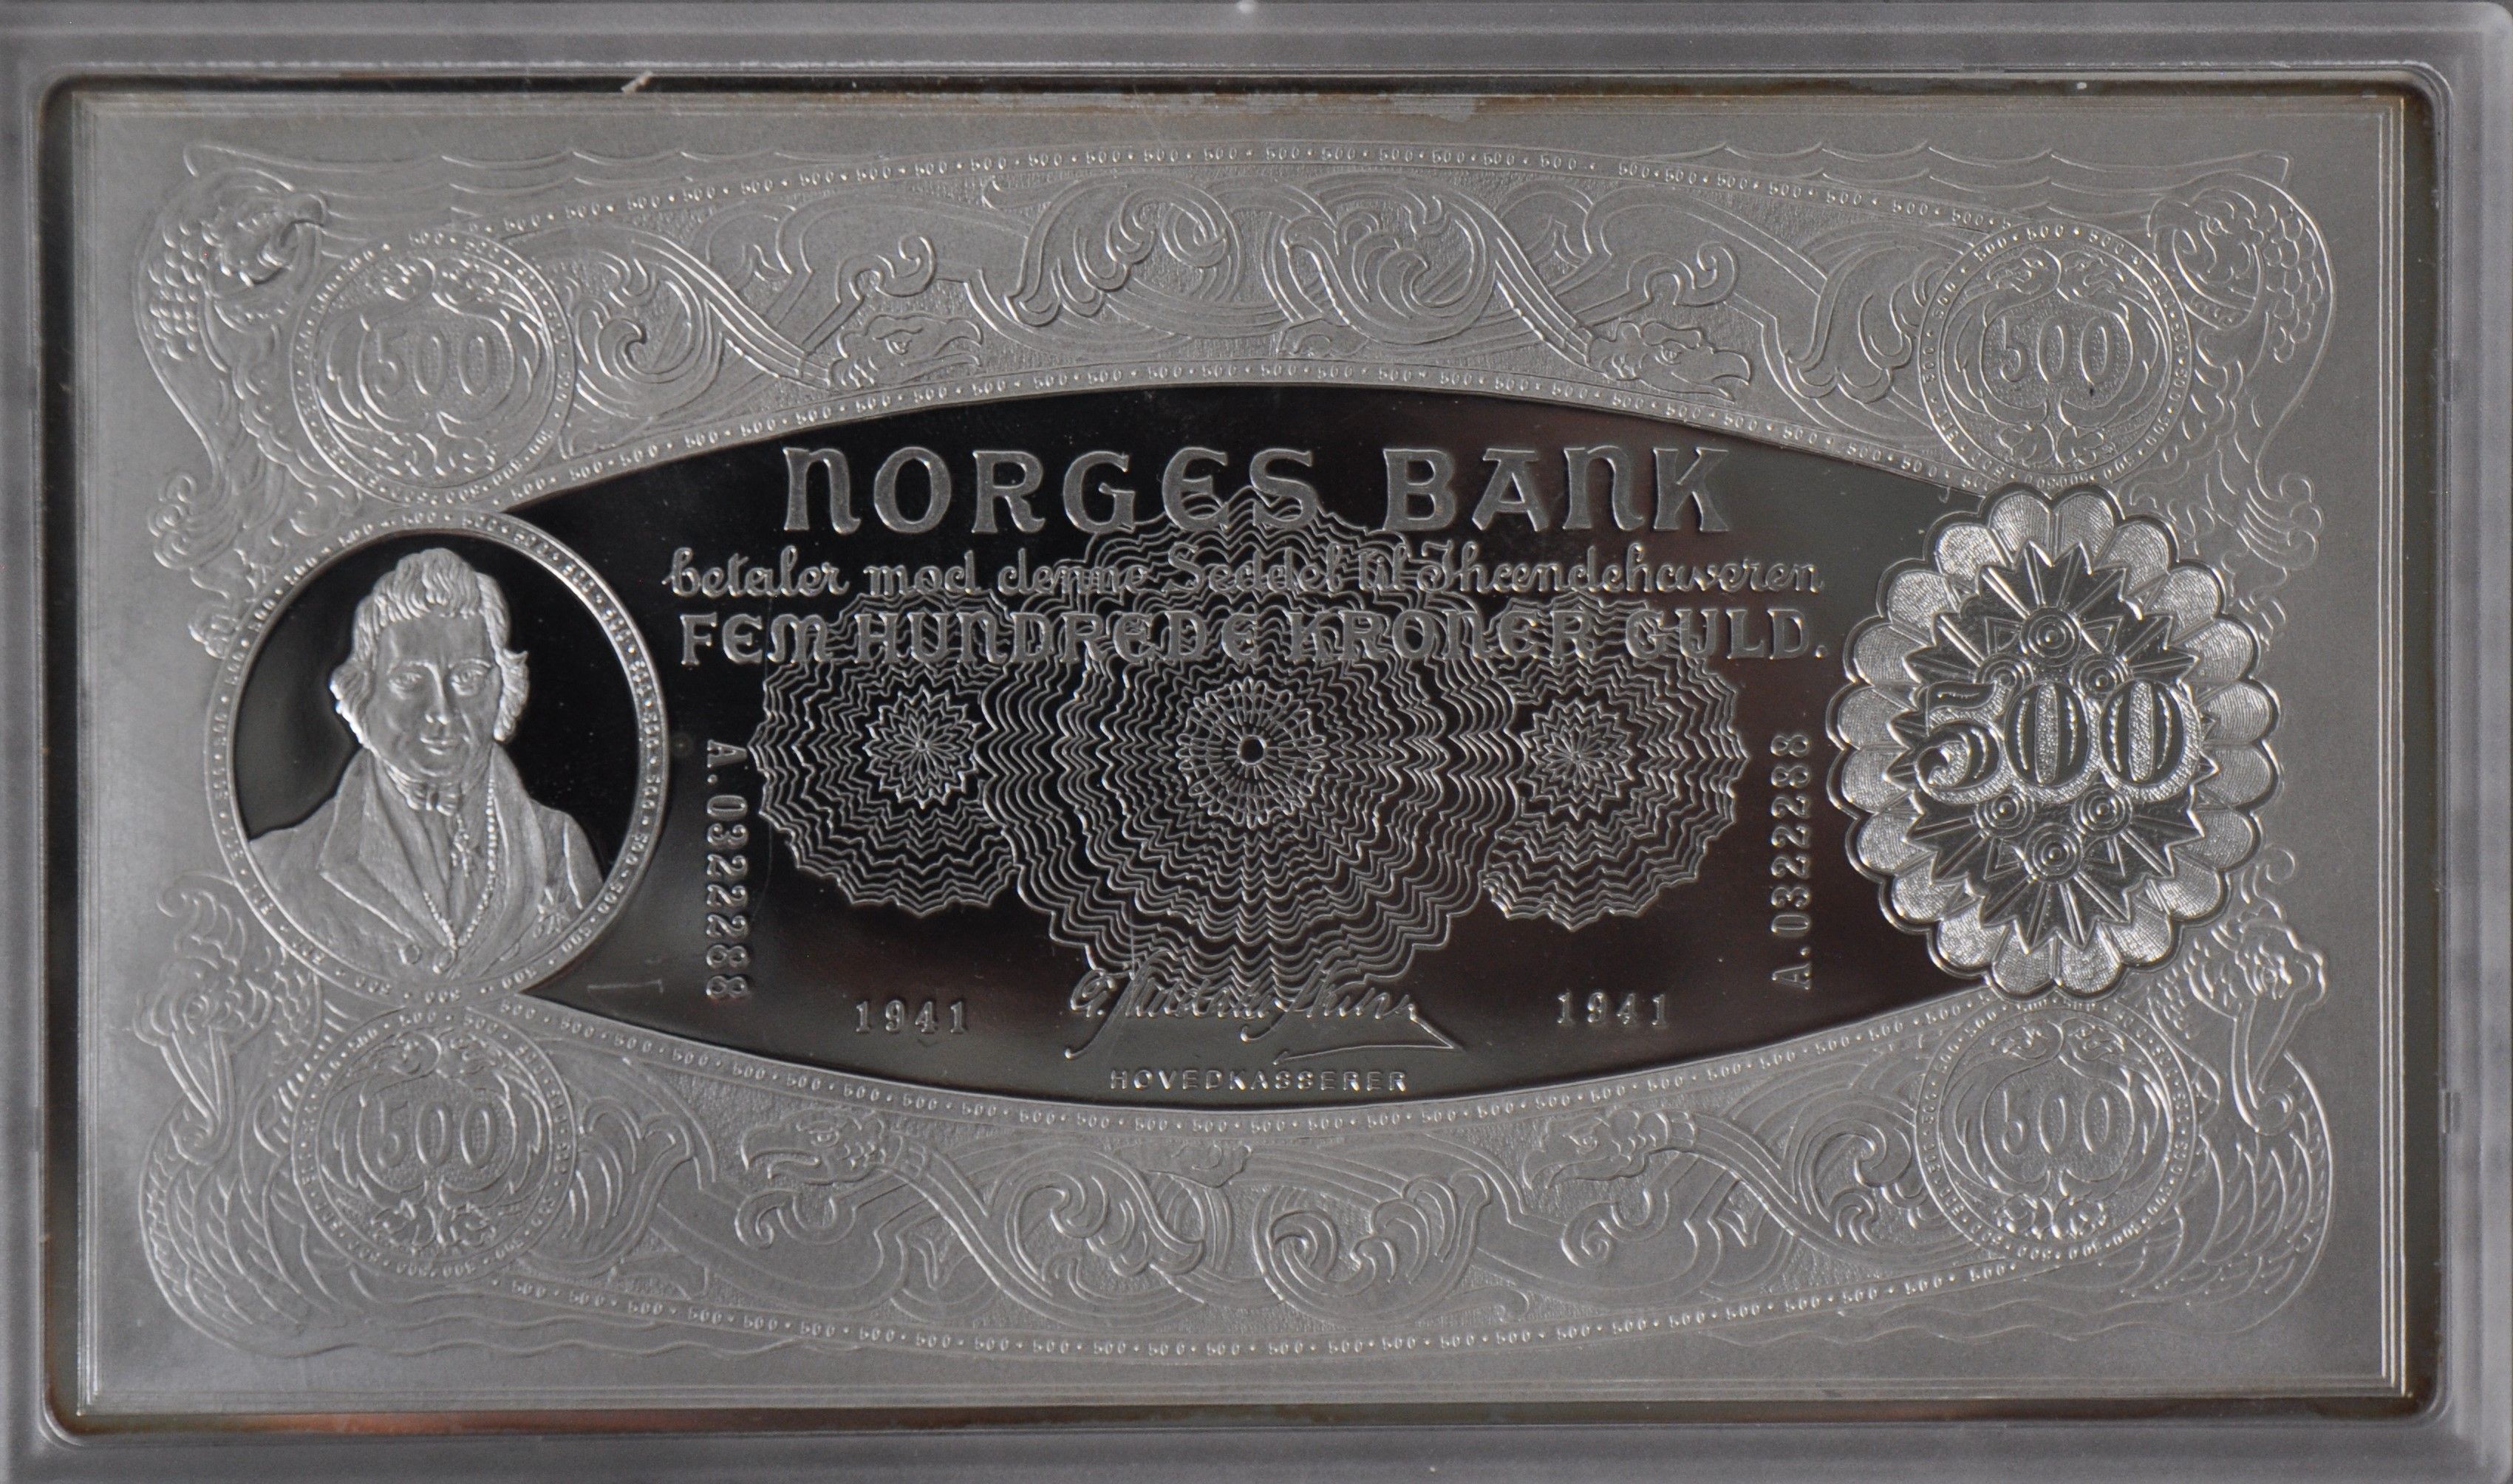 500
500
NORGES BANK
betaler mod denne Seddel til Ihændehaveren
FEM HUNDREDE KRONER GULD.
500
A.0322288
A.0322288
1941
1941
HOVEDKASSERER
500
500